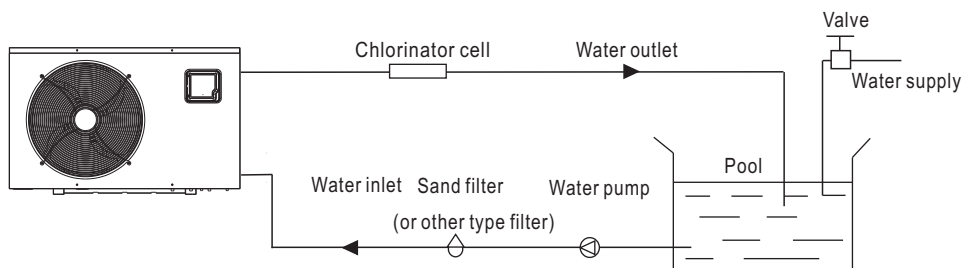 Valve
Chlorinator cell
Water outlet
Water supply
Pool
Water inlet
Sand filter
(or other type filter)
Water pump